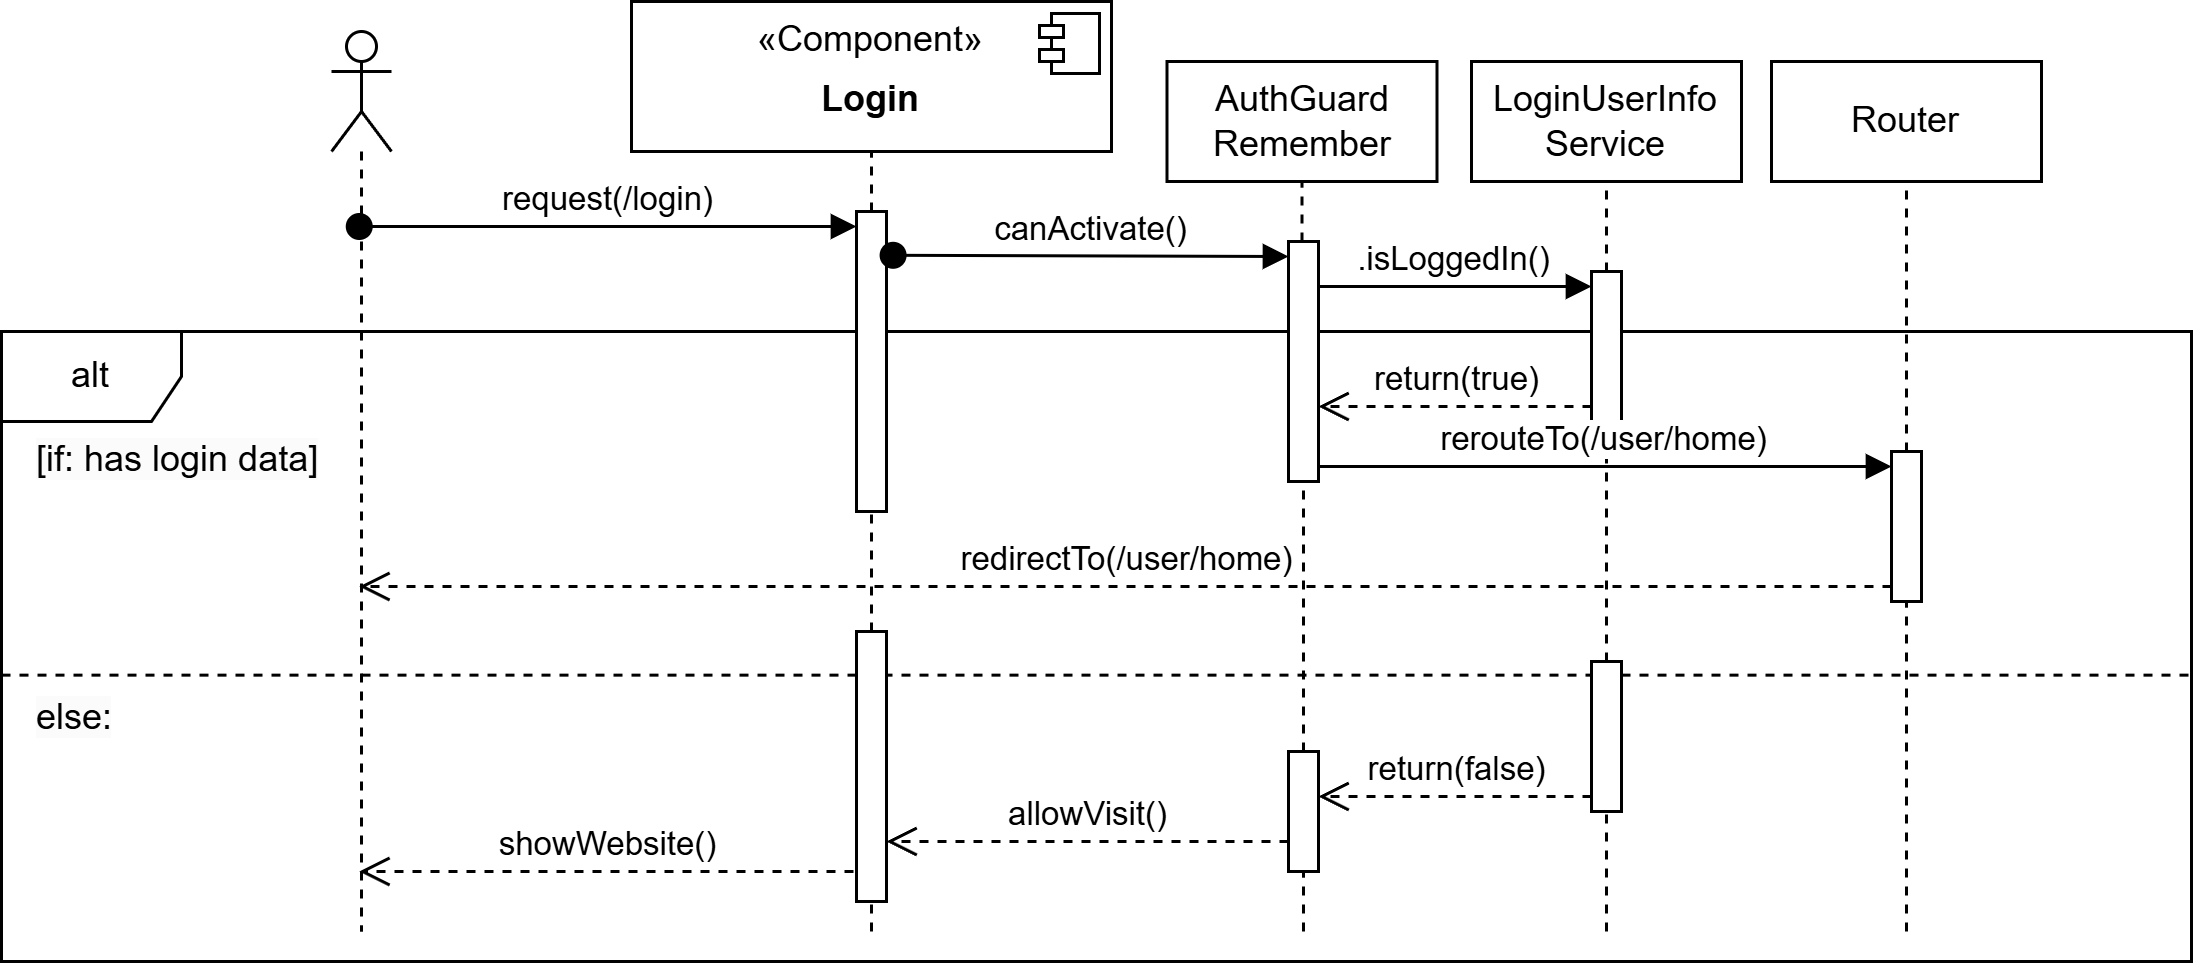 «Component»
Login
AuthGuard
Remember
LoginUserInfo
Service
Router
request(/login)
canActivate()
.isLoggedIn()
alt
return(true)
[if: has login data]
rerouteTo(/user/home)
redirectTo(/user/home)
else:
return(false)
allowVisit()
showWebsite()